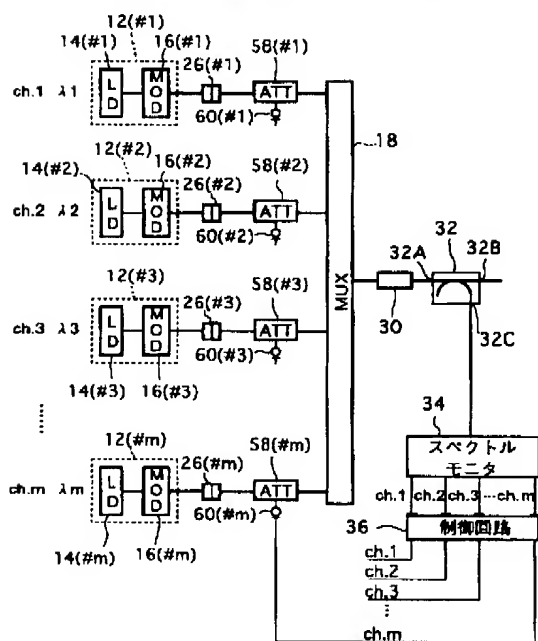 12(#1)
14(#1) 16(#1)
26(#1) 58(#1)
ch.1 λ1 LD MOD ATT
60(#1)
18
12(#2)
16(#2)
14(#2) 26(#2) 58(#2)
ch.2 λ2 LD MOD ATT
60(#2)
12(#3)
26(#3) 58(#3)
ch.3 λ3 LD MOD ATT
60(#3)
14(#3) 16(#3)
MUX
30
32A 32 32B
32C
34
スペクトル
モニタ
ch.1 ch.2 ch.3 …ch.m
36
制御回路
ch.1
ch.2
ch.3
ch.m
12(#m)
26(#m) 58(#m)
ch.m λm LD MOD ATT
60(#m)
14(#m) 16(#m)